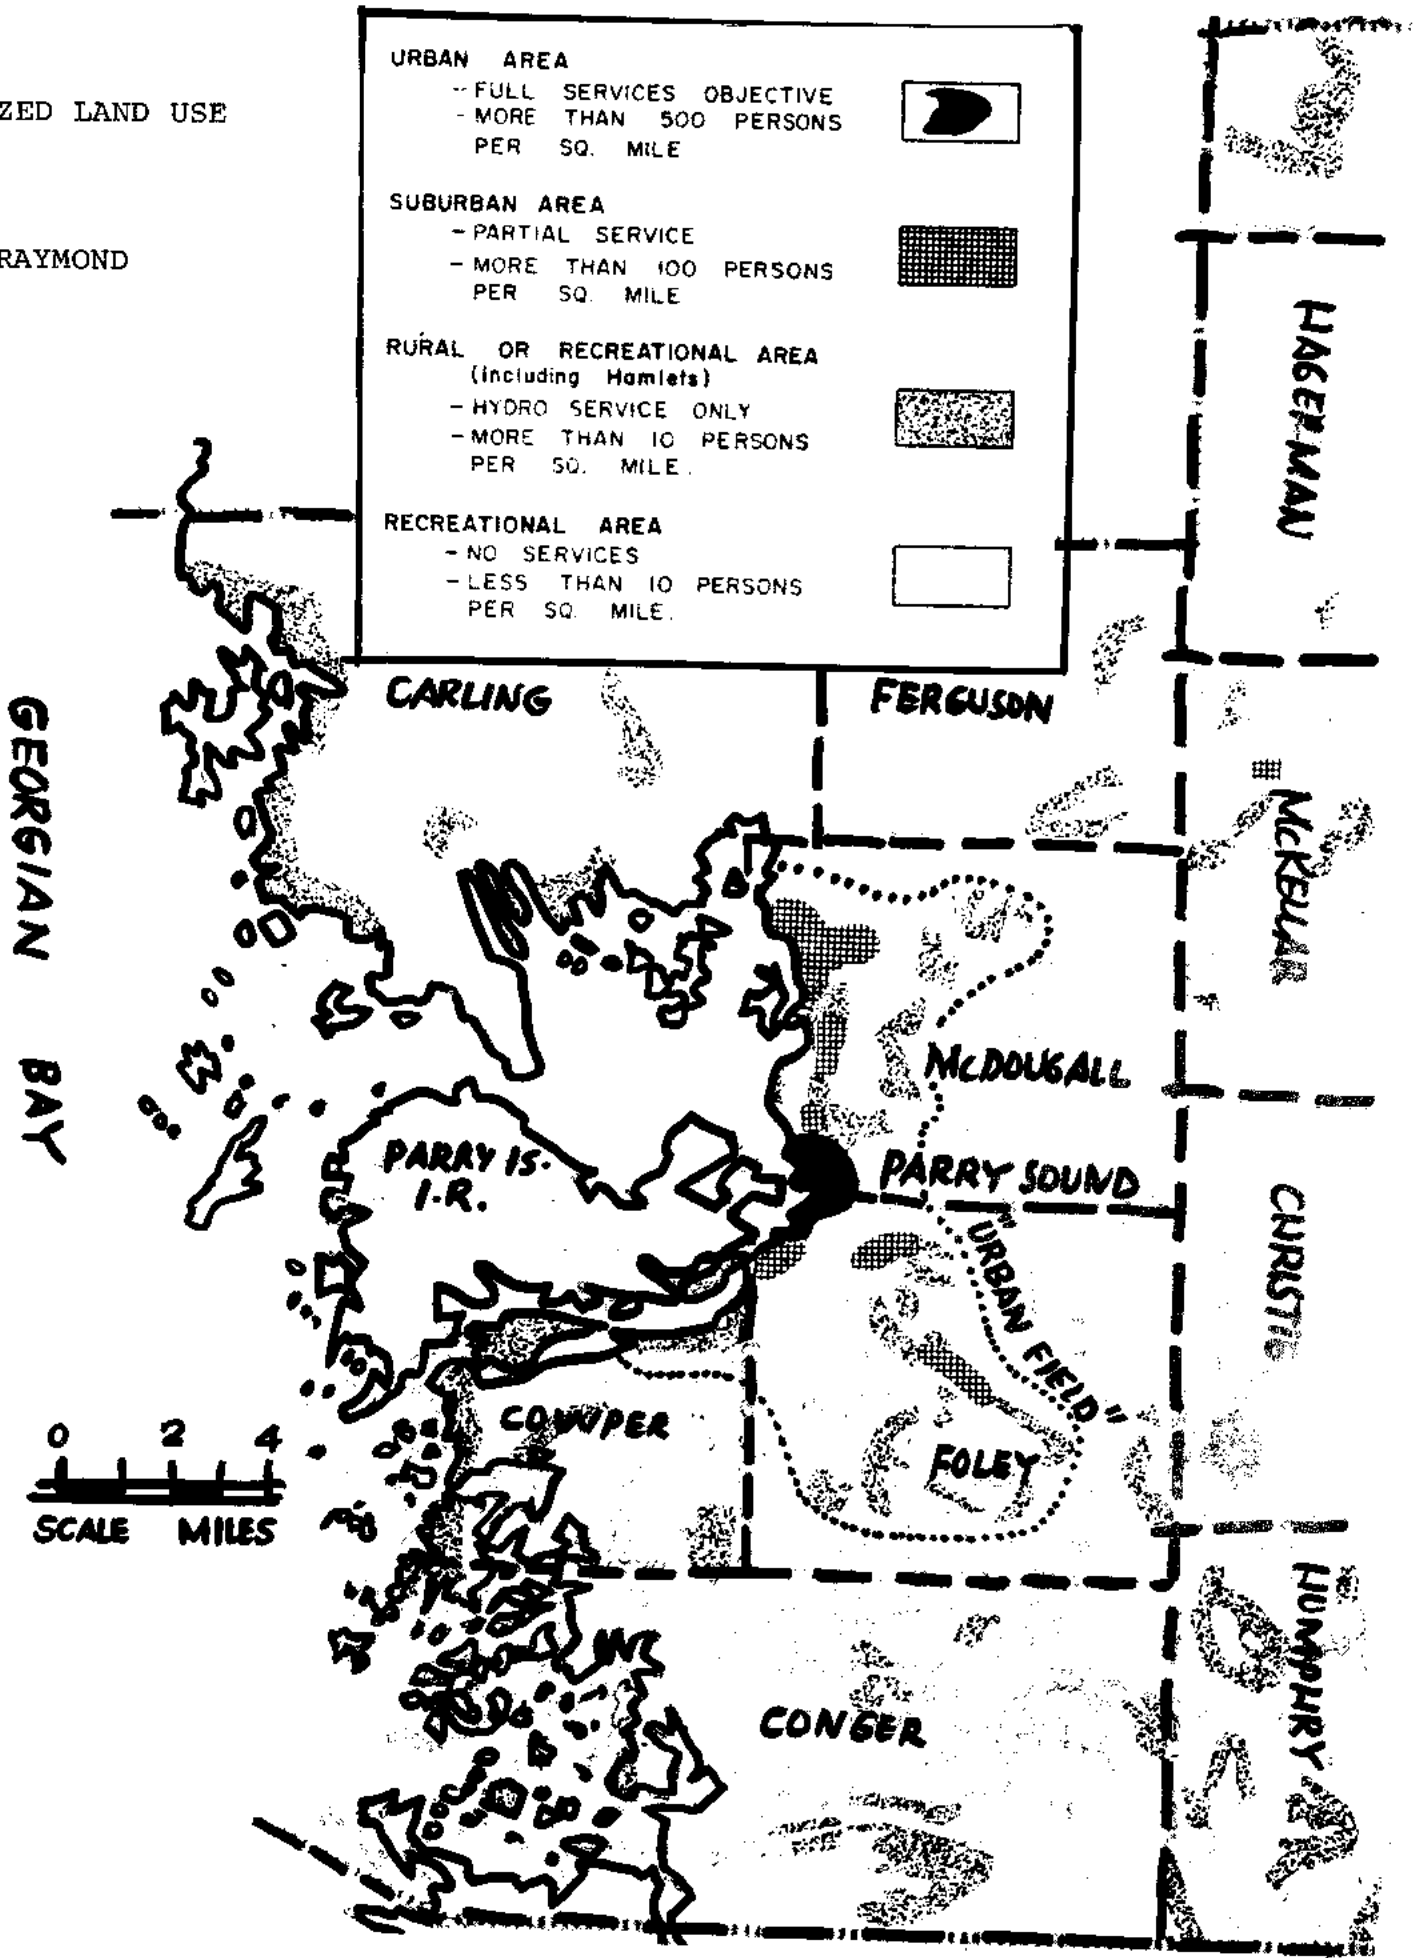 ZED LAND USE
RAYMOND
URBAN AREA
-- FULL SERVICES OBJECTIVE
- MORE THAN 500 PERSONS
PER SQ. MILE
SUBURBAN AREA
- PARTIAL SERVICE
- MORE THAN 100 PERSONS
PER SQ. MILE
RURAL OR RECREATIONAL AREA
(including Hamlets)
- HYDRO SERVICE ONLY
- MORE THAN 10 PERSONS
PER SQ. MILE.
RECREATIONAL AREA
- NO SERVICES
- LESS THAN 10 PERSONS
PER SQ. MILE.
HAGERMAN
CARLING
FERGUSON
GEORGIAN BAY
McKELLAR
McDOUGALL
PARRY IS.
I.R.
PARRY SOUND
CHRISTIE
"URBAN FIELD"
COWPER
FOLEY
0 2 4
SCALE MILES
HUMPHRY
CONGER